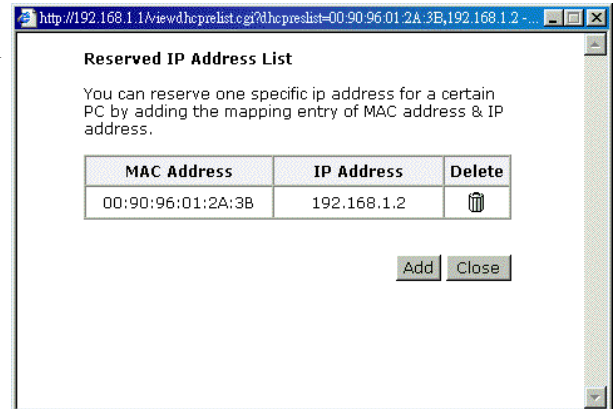 http://192.168.1.1/viewdhcprelist.cgi?dhcpreslist=00:90:96:01:2A:3B,192.168.1.2 -...
Reserved IP Address List
You can reserve one specific ip address for a certain
PC by adding the mapping entry of MAC address & IP
address.
MAC Address IP Address Delete
00:90:96:01:2A:3B 192.168.1.2
Add Close